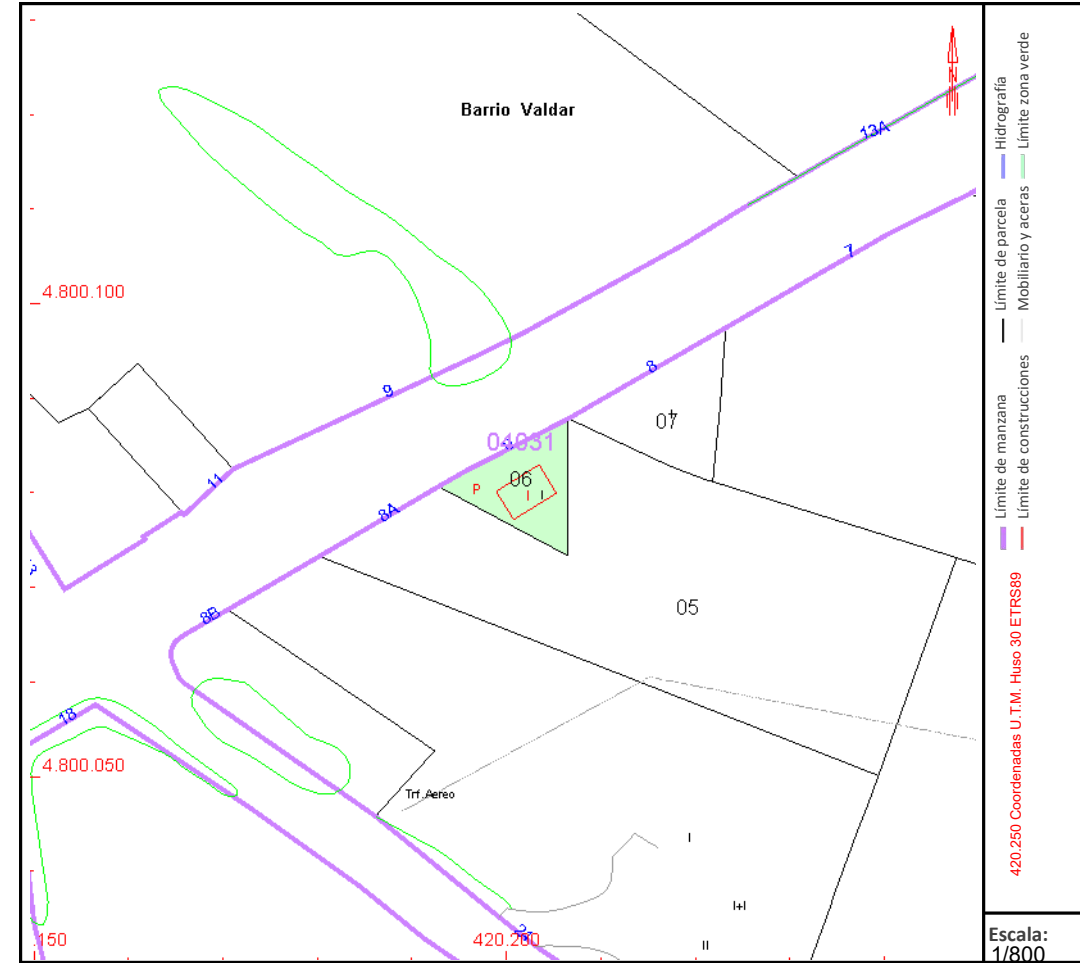 Barrio Valdar
13A
7
4.800.100
9
8
07
04031
06
P
I
I
11
8A
05
8B
18
4.800.050
Trf.Aereo
I
I+I
II
.150
420.200
Límite de manzana
Límite de parcela
Hidrografía
Límite de construcciones
Mobiliario y aceras
Límite zona verde
420.250 Coordenadas U.T.M. Huso 30 ETRS89
Escala:
1/800